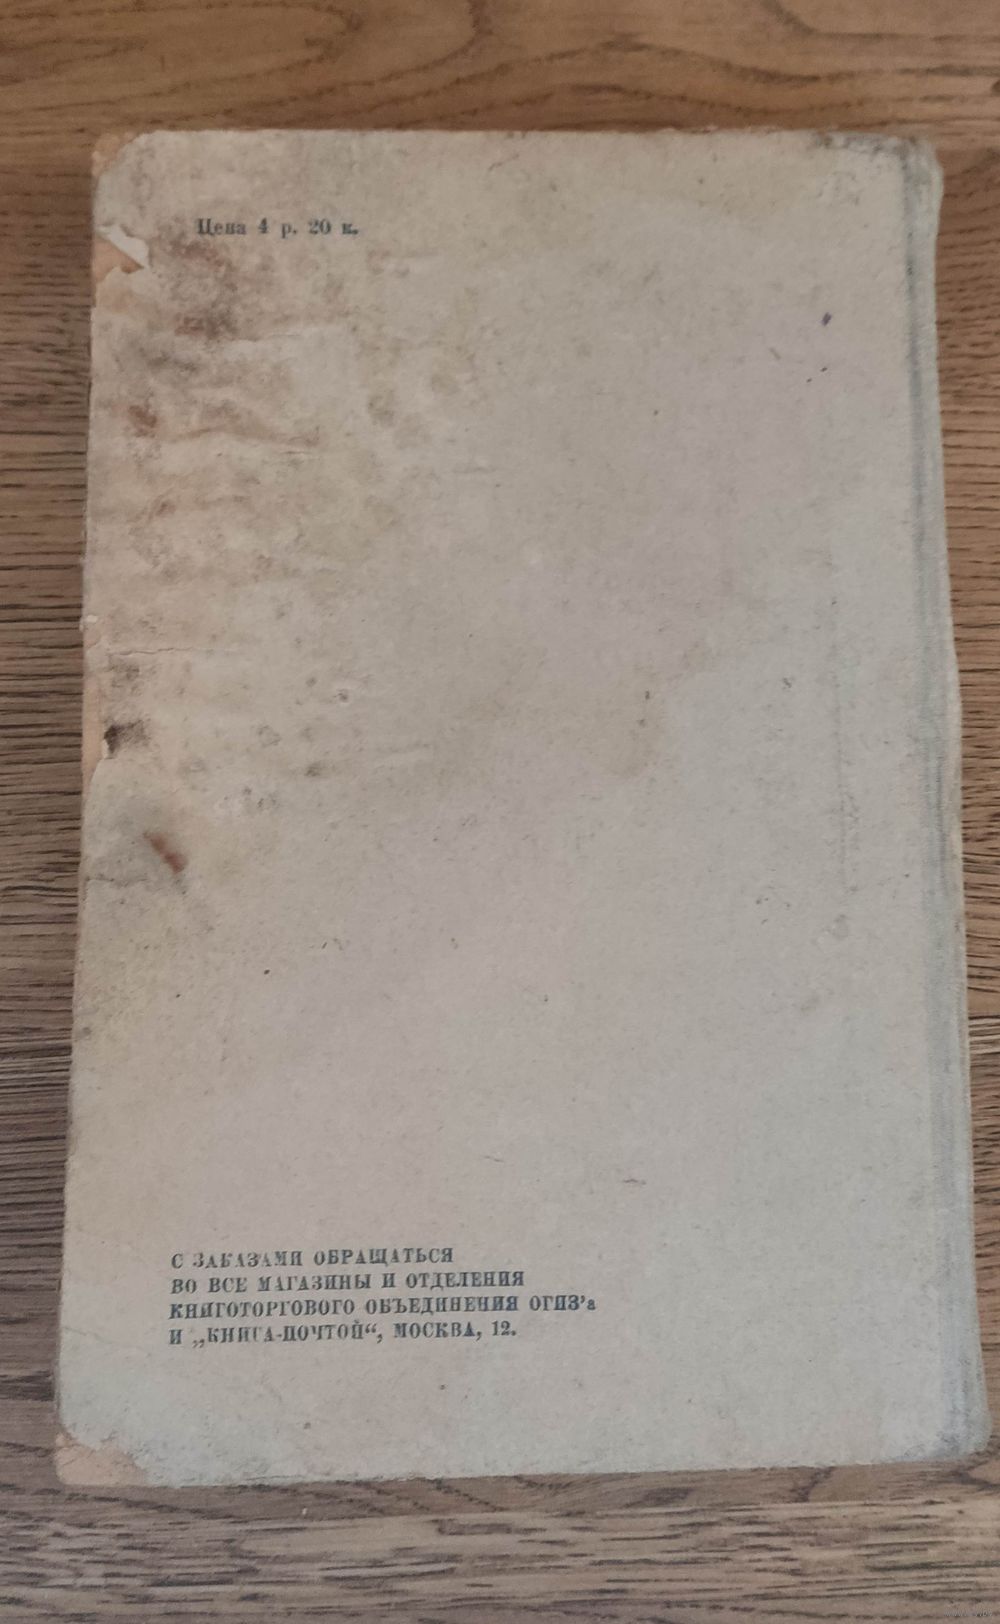 Цена 4 р. 20 к.
С ЗАКАЗАМИ ОБРАЩАТЬСЯ
ВО ВСЕ МАГАЗИНЫ И ОТДЕЛЕНИЯ
КНИГОТОРГОВОГО ОБЪЕДИНЕНИЯ ОГИЗ'а
И „КНИГА-ПОЧТОЙ“, МОСКВА, 12.